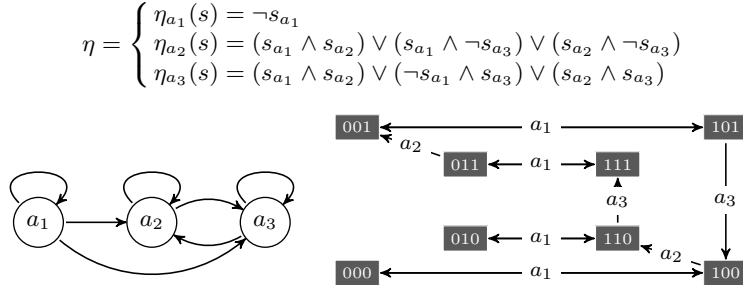 η_{a_1}(s) = ¬s_{a_1}
η = { η_{a_2}(s) = (s_{a_1} ∧ s_{a_2}) ∨ (s_{a_1} ∧ ¬s_{a_3}) ∨ (s_{a_2} ∧ ¬s_{a_3})
η_{a_3}(s) = (s_{a_1} ∧ s_{a_2}) ∨ (¬s_{a_1} ∧ s_{a_3}) ∨ (s_{a_2} ∧ s_{a_3})
a_1 a_2 a_3
001 a_1 101
a_2
011 a_1 111
a_3 a_3
010 a_1 110
a_2
000 a_1 100